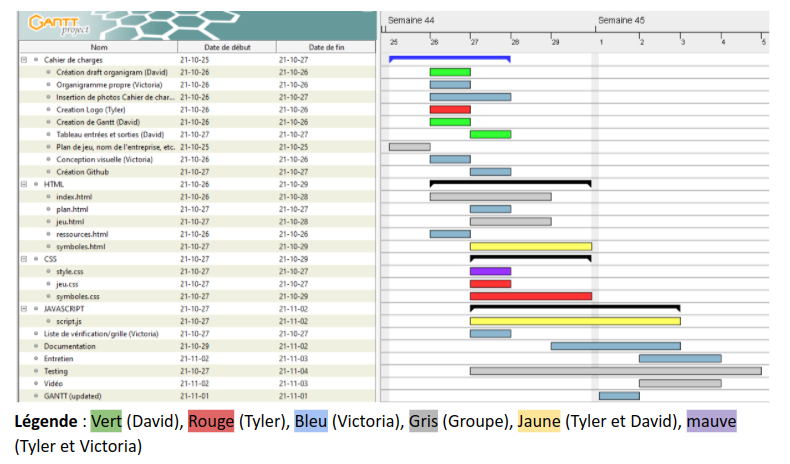 GANTT
project
Semaine 44 Semaine 45
25 26 27 28 29 1 2 3 4 5
Nom Date de début Date de fin
Cahier de charges 21-10-25 21-10-27
Création draft organigram (David) 21-10-26 21-10-26
Organigramme propre (Victoria) 21-10-26 21-10-26
Insertion de photos Cahier de char... 21-10-26 21-10-27
Creation Logo (Tyler) 21-10-26 21-10-26
Creation de Gantt (David) 21-10-26 21-10-26
Tableau entrées et sorties (David) 21-10-27 21-10-27
Plan de jeu, nom de l'entreprise, etc. 21-10-25 21-10-25
Conception visuelle (Victoria) 21-10-26 21-10-26
Création Github 21-10-27 21-10-27
HTML 21-10-26 21-10-29
index.html 21-10-26 21-10-28
plan.html 21-10-27 21-10-27
jeu.html 21-10-27 21-10-28
ressources.html 21-10-26 21-10-26
symboles.html 21-10-27 21-10-29
CSS 21-10-27 21-10-29
style.css 21-10-27 21-10-27
jeu.css 21-10-27 21-10-27
symboles.css 21-10-27 21-10-29
JAVASCRIPT 21-10-27 21-11-02
script.js 21-10-27 21-11-02
Liste de vérification/grille (Victoria) 21-10-27 21-10-27
Documentation 21-10-29 21-11-02
Entretien 21-11-02 21-11-03
Testing 21-10-27 21-11-04
Vidéo 21-11-02 21-11-03
GANTT (updated) 21-11-01 21-11-01
Légende : Vert (David), Rouge (Tyler), Bleu (Victoria), Gris (Groupe), Jaune (Tyler et David), mauve
(Tyler et Victoria)